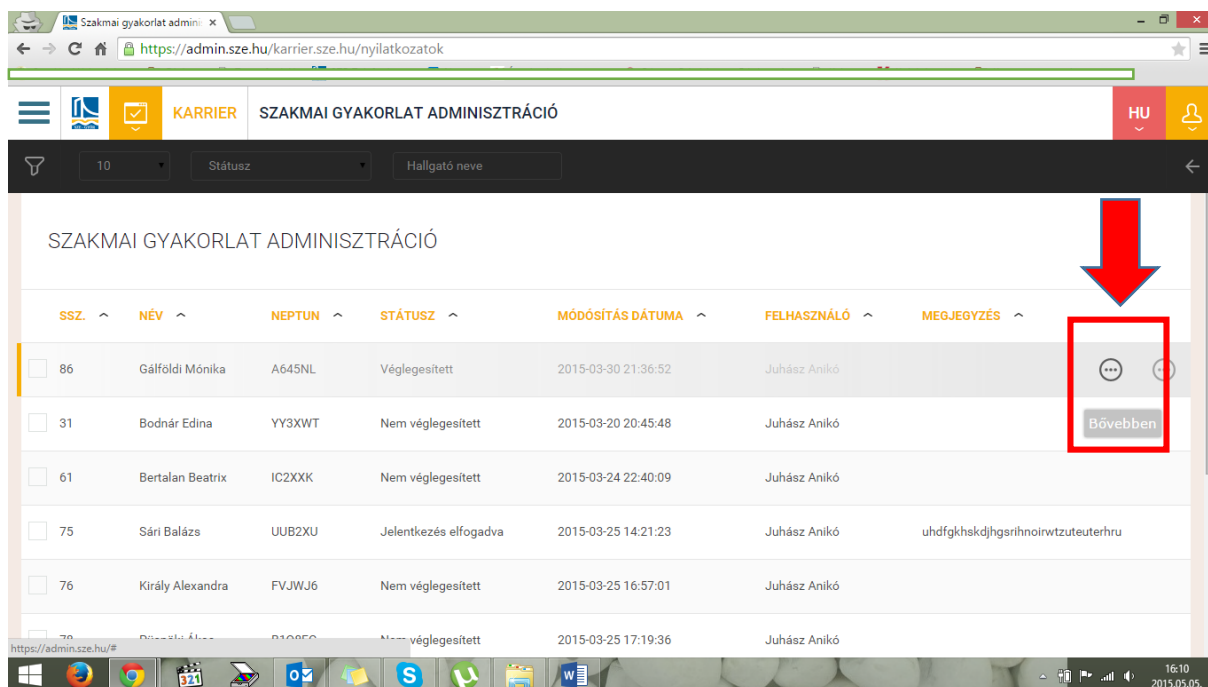 Szakmai gyakorlat admini
https://admin.sze.hu/karrier.sze.hu/nyilatkozatok
KARRIER SZAKMAI GYAKORLAT ADMINISZTRÁCIÓ HU
10 Státusz Hallgató neve
SZAKMAI GYAKORLAT ADMINISZTRÁCIÓ
SSZ. NÉV NEPTUN STÁTUSZ MÓDÓSÍTÁS DÁTUMA FELHASZNÁLÓ MEGJEGYZÉS
86 Gálföldi Mónika A645NL Véglegesített 2015-03-30 21:36:52 Juhász Anikó
31 Bodnár Edina YY3XWT Nem véglegesített 2015-03-20 20:45:48 Juhász Anikó Bővebben
61 Bertalan Beatrix IC2XXK Nem véglegesített 2015-03-24 22:40:09 Juhász Anikó
75 Sári Balázs UUB2XU Jelentkezés elfogadva 2015-03-25 14:21:23 Juhász Anikó uhdfgkhskdjhgsrihnoirwtzuteuterhru
76 Király Alexandra FVJWJ6 Nem véglegesített 2015-03-25 16:57:01 Juhász Anikó
Nem véglegesített 2015-03-25 17:19:36 Juhász Anikó
https://admin.sze.hu/#
321
16:10
2015.05.05.